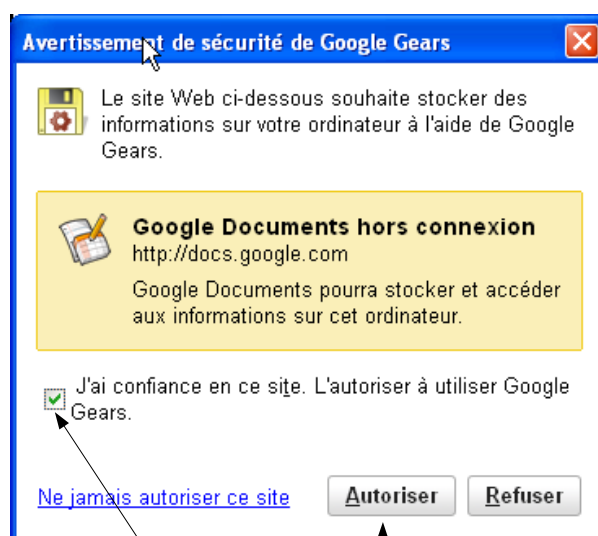 Avertissement de sécurité de Google Gears
Le site Web ci-dessous souhaite stocker des
informations sur votre ordinateur à l'aide de Google
Gears.
Google Documents hors connexion
http://docs.google.com
Google Documents pourra stocker et accéder
aux informations sur cet ordinateur.
J'ai confiance en ce site. L'autoriser à utiliser Google
Gears.
Ne jamais autoriser ce site
Autoriser
Refuser